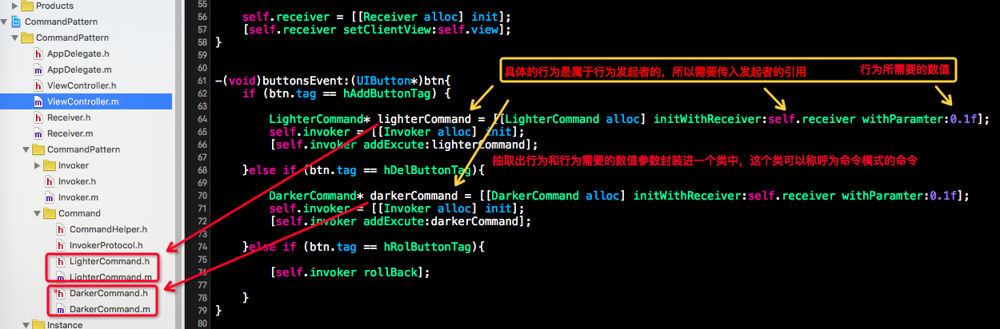 Products
CommandPattern
CommandPattern
AppDelegate.h
AppDelegate.m
ViewController.h
ViewController.m
Receiver.h
Receiver.m
CommandPattern
Invoker
Invoker.h
Invoker.m
Command
CommandHelper.h
InvokerProtocol.h
LighterCommand.h
LighterCommand.m
DarkerCommand.h
DarkerCommand.m
Instance
55
56 self.receiver = [[Receiver alloc] init];
57 [self.receiver setClientView:self.view];
58 }
59
60
具体的行为是属于行为发起者的，所以需要传入发起者的引用 行为所需要的数值
61 -(void)buttonsEvent:(UIButton*)btn{
62 if (btn.tag == hAddButtonTag) {
63
64 LighterCommand* lighterCommand = [[LighterCommand alloc] initWithReceiver:self.receiver withParamter:0.1f];
65 self.invoker = [[Invoker alloc] init];
66 [self.invoker addExcute:lighterCommand];
67
抽取出行为和行为需要的数值参数封装进一个类中，这个类可以称呼为命令模式的命令
68 }else if (btn.tag == hDelButtonTag){
69
70 DarkerCommand* darkerCommand = [[DarkerCommand alloc] initWithReceiver:self.receiver withParamter:0.1f];
71 self.invoker = [[Invoker alloc] init];
72 [self.invoker addExcute:darkerCommand];
73
74 }else if (btn.tag == hRolButtonTag){
75
76 [self.invoker rollBack];
77
78 }
79 }
80